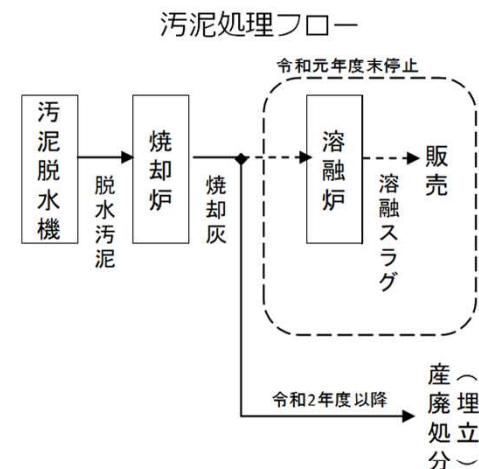 汚泥処理フロー
令和元年度末停止
汚泥脱水機
脱水汚泥
焼却炉
焼却灰
溶融炉
溶融スラグ
販売
令和2年度以降
産廃処分
（埋立）